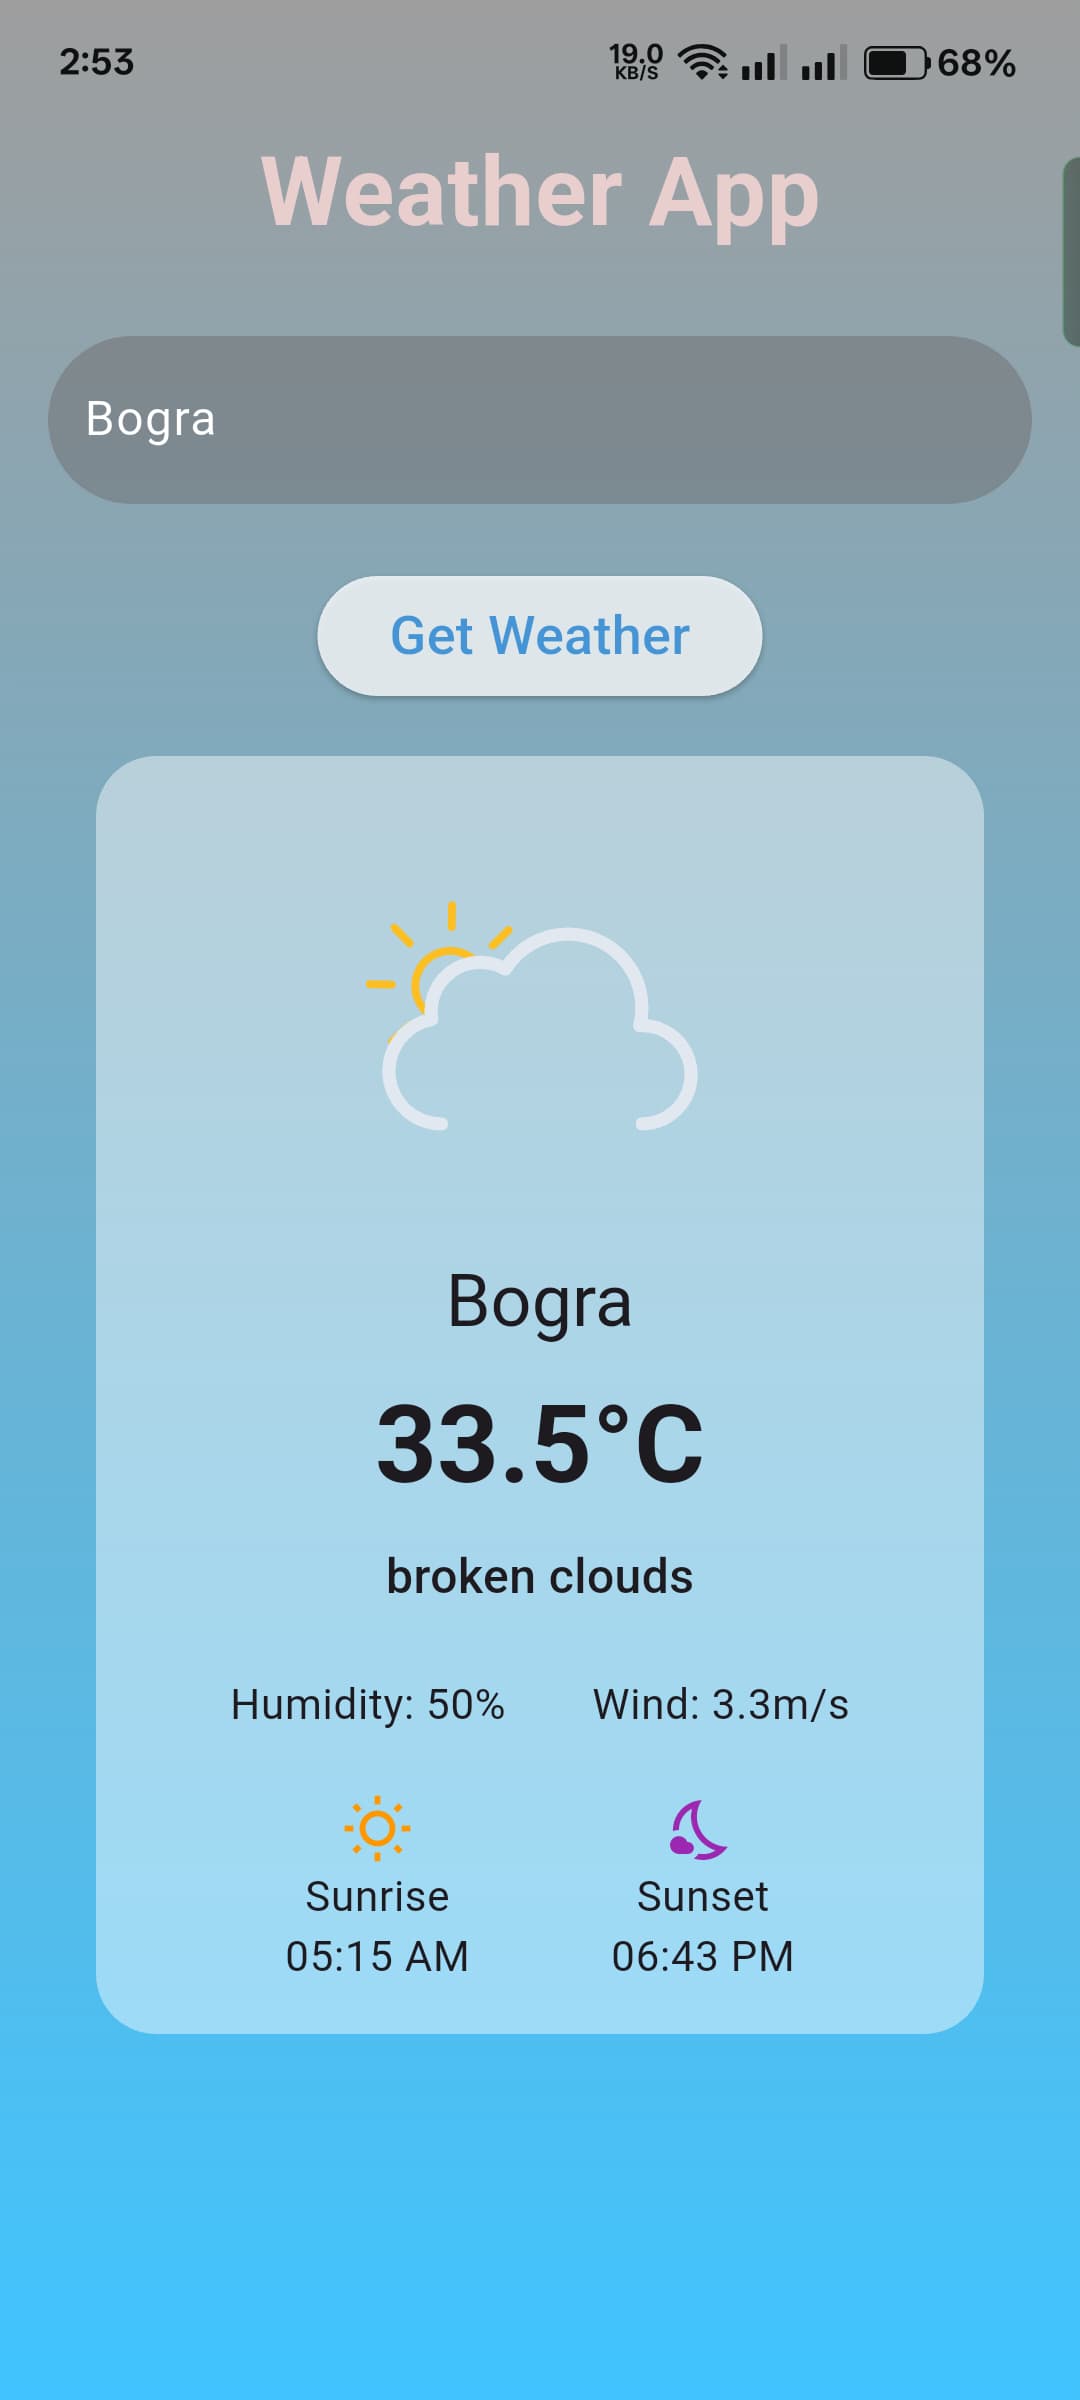 2:53 19.0 KB/S 68%
Weather App
Bogra
Get Weather
Bogra
33.5°C
broken clouds
Humidity: 50% Wind: 3.3m/s
Sunrise Sunset
05:15 AM 06:43 PM